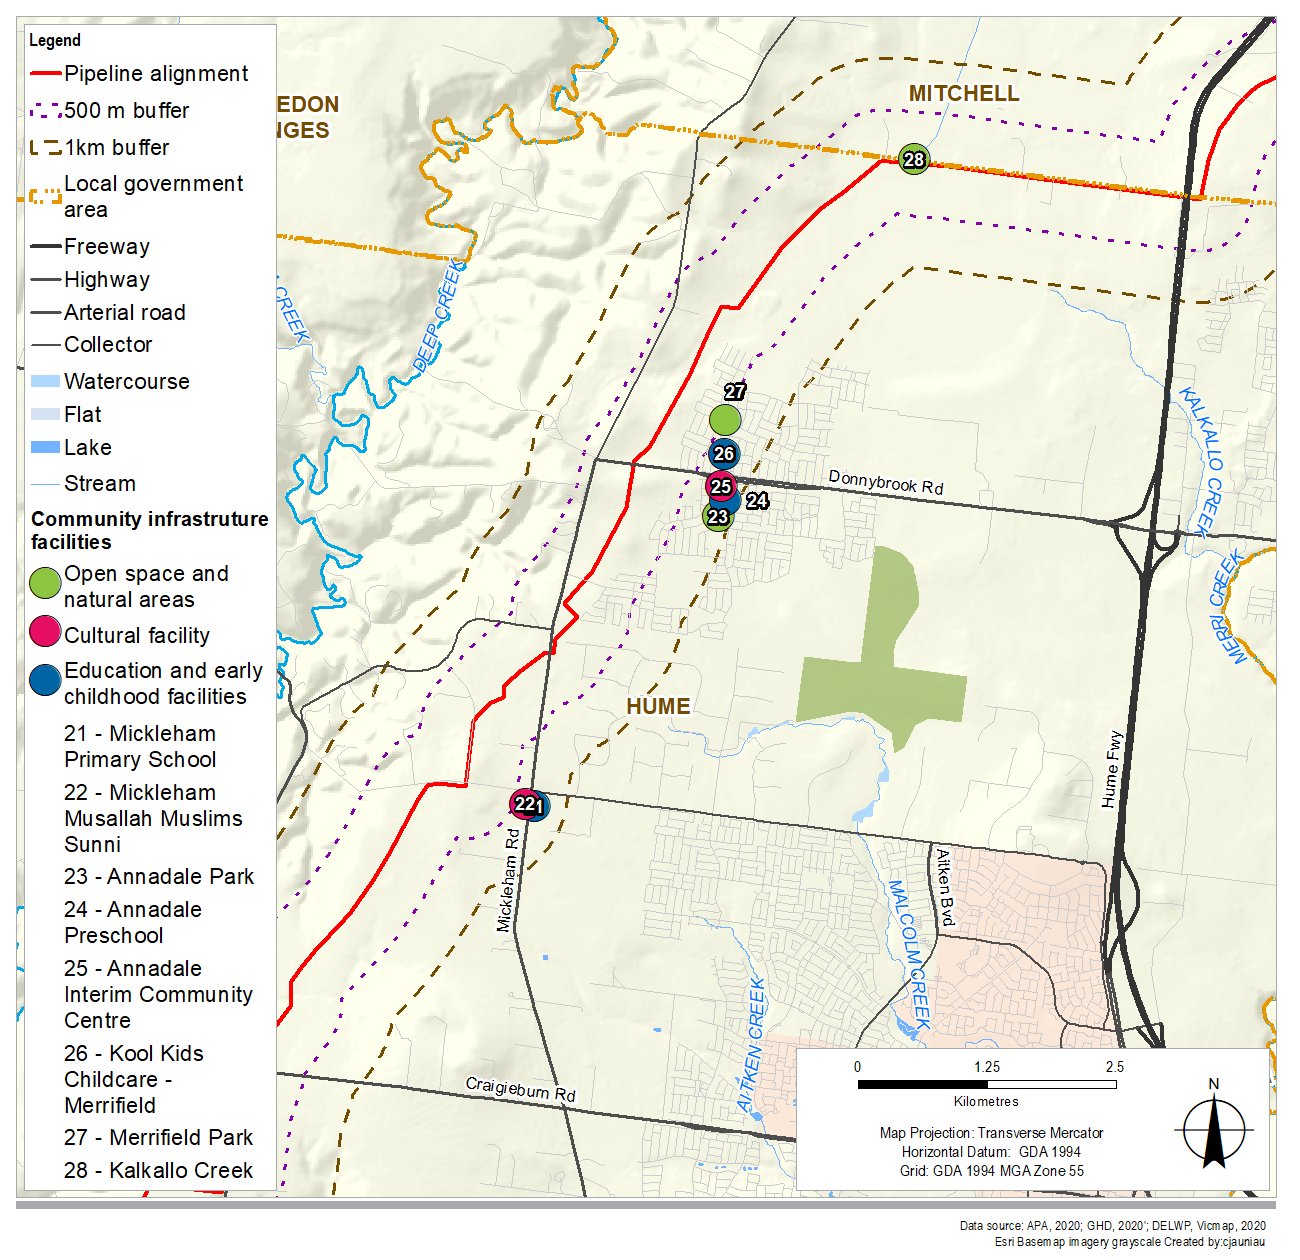 Legend
Pipeline alignment
500 m buffer
1km buffer
Local government
area
Freeway
Highway
Arterial road
Collector
Watercourse
Flat
Lake
Stream
Community infrastruture
facilities
Open space and
natural areas
Cultural facility
Education and early
childhood facilities
21 - Mickleham
Primary School
22 - Mickleham
Musallah Muslims
Sunni
23 - Annadale Park
24 - Annadale
Preschool
25 - Annadale
Interim Community
Centre
26 - Kool Kids
Childcare -
Merrifield
27 - Merrifield Park
28 - Kalkallo Creek
EDON
NGES
MITCHELL
28
CREEK
DEEP CREEK
27
26
25
24
23
Donnybrook Rd
KALKALLO CREEK
MERRI CREEK
HUME
Hume Fwy
22
1
Mickleham Rd
Aitken Bvd
MALCOLM CREEK
AITKEN CREEK
Craigieburn Rd
0 1.25 2.5
Kilometres
N
Map Projection: Transverse Mercator
Horizontal Datum: GDA 1994
Grid: GDA 1994 MGA Zone 55
Data source: APA, 2020; GHD, 2020'; DELWP, Vicmap, 2020
Esri Basemap imagery grayscale Created by:cjauniau